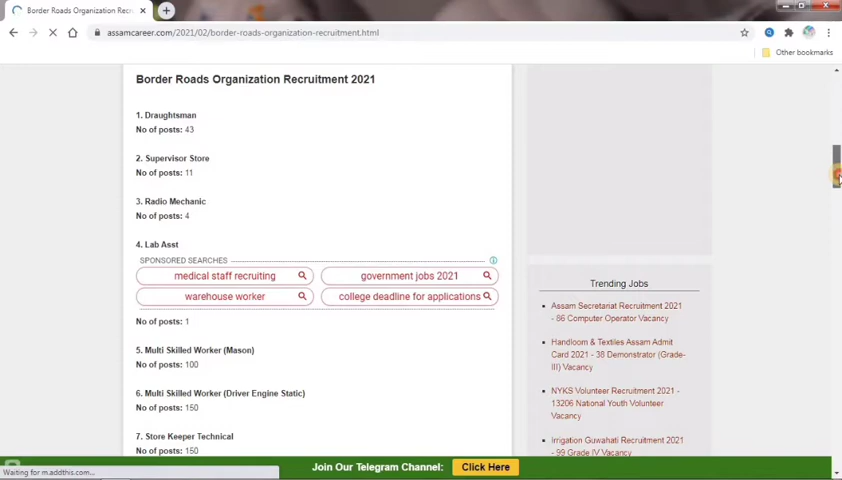 Border Roads Organization Recr
assamcareer.com/2021/02/border-roads-organization-recruitment.html
Other bookmarks
Border Roads Organization Recruitment 2021
1. Draughtsman
No of posts: 43
2. Supervisor Store
No of posts: 11
3. Radio Mechanic
No of posts: 4
4. Lab Asst
SPONSORED SEARCHES
medical staff recruiting
government jobs 2021
warehouse worker
college deadline for applications
No of posts: 1
5. Multi Skilled Worker (Mason)
No of posts: 100
6. Multi Skilled Worker (Driver Engine Static)
No of posts: 150
7. Store Keeper Technical
No of posts: 150
Trending Jobs
Assam Secretariat Recruitment 2021
- 86 Computer Operator Vacancy
Handloom & Textiles Assam Admit
Card 2021 - 38 Demonstrator (Grade-
III) Vacancy
NYKS Volunteer Recruitment 2021 -
13206 National Youth Volunteer
Vacancy
Irrigation Guwahati Recruitment 2021
- 99 Grade IV Vacancy
Join Our Telegram Channel:
Click Here
Waiting for m.addthis.com...